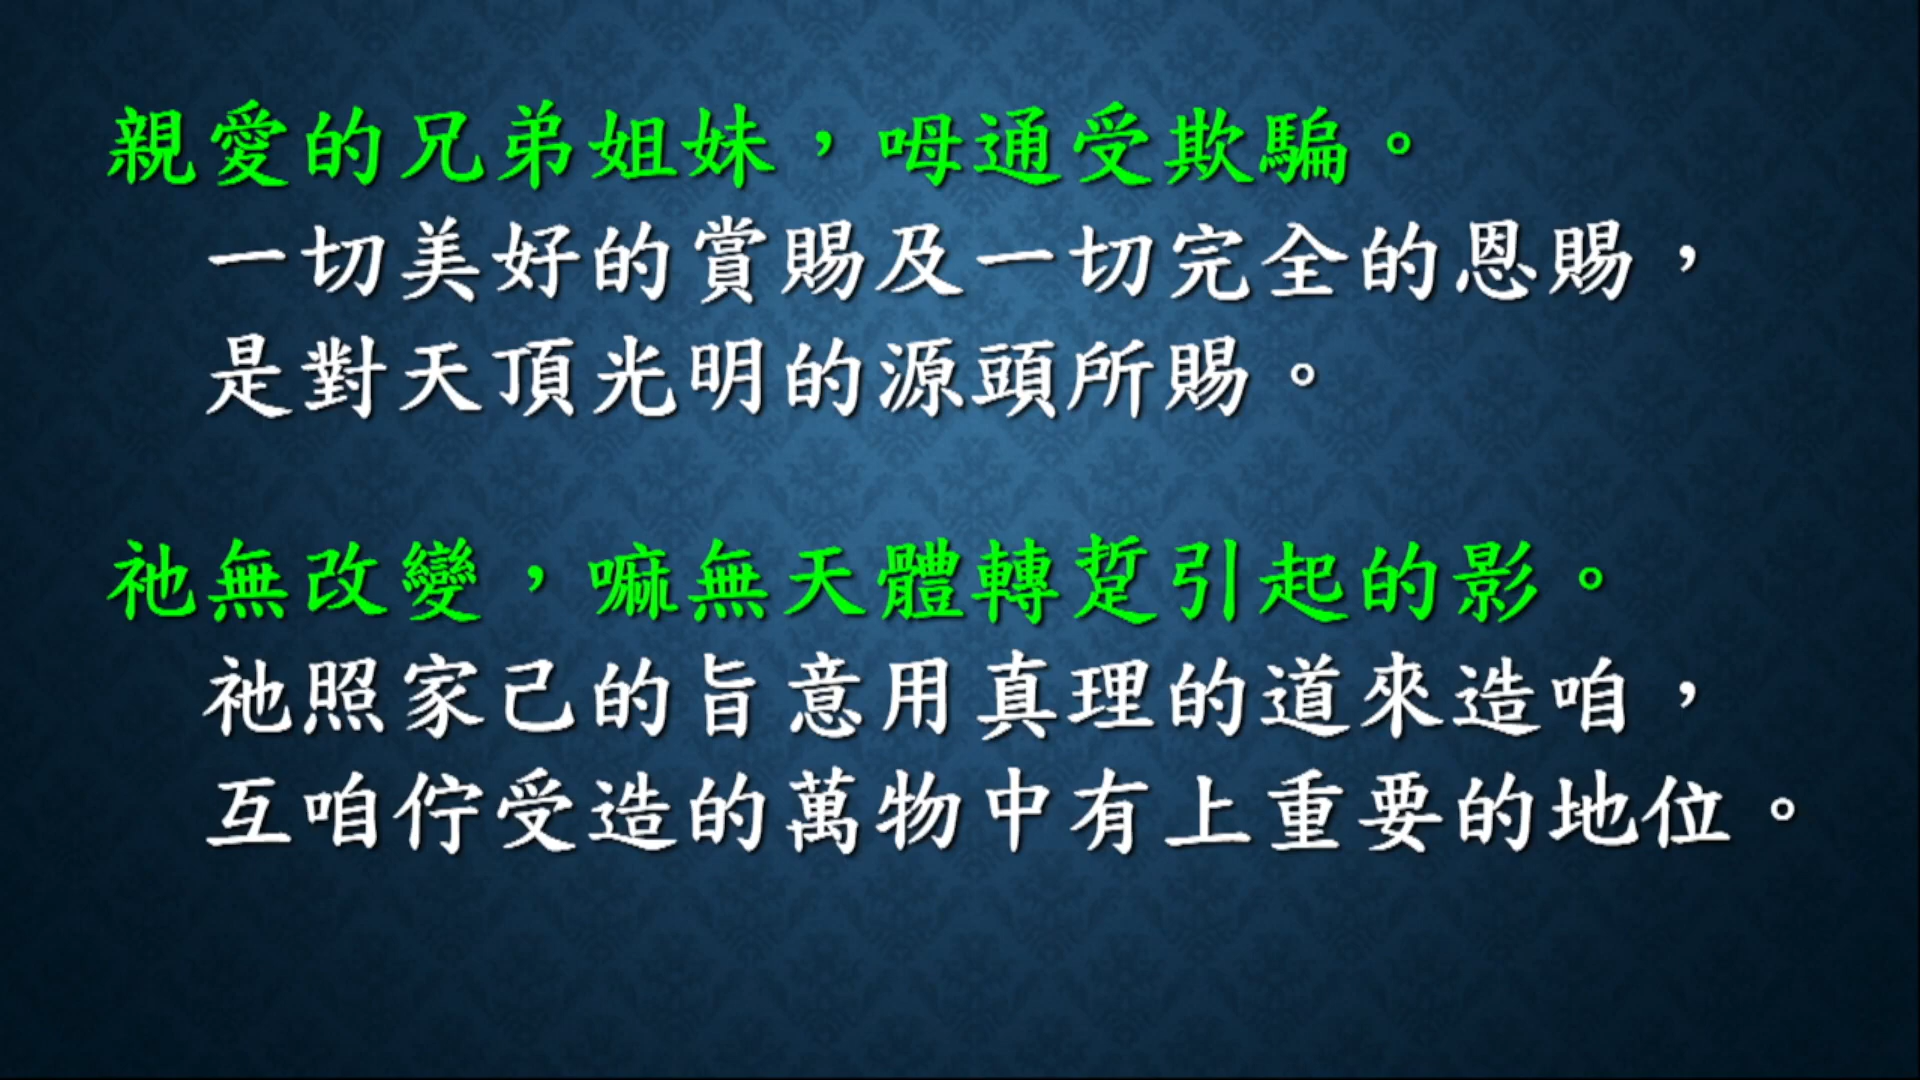 親愛的兄弟姐妹，呣通受欺騙。
一切美好的賞賜及一切完全的恩賜，
是對天頂光明的源頭所賜。
祂無改變，嘛無天體轉踅引起的影。
祂照家己的旨意用真理的道來造咱，
互咱佇受造的萬物中有上重要的地位。